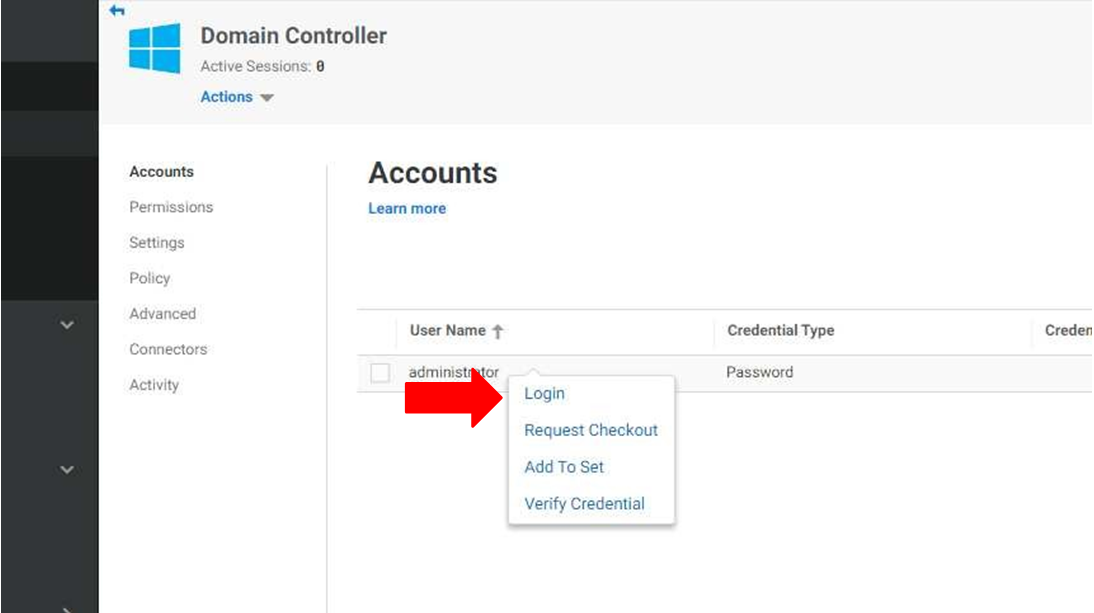 Domain Controller
Active Sessions: 0
Actions
Accounts
Permissions
Settings
Policy
Advanced
Connectors
Activity
Accounts
Learn more
User Name Credential Type Creden
administrator Password
Login
Request Checkout
Add To Set
Verify Credential